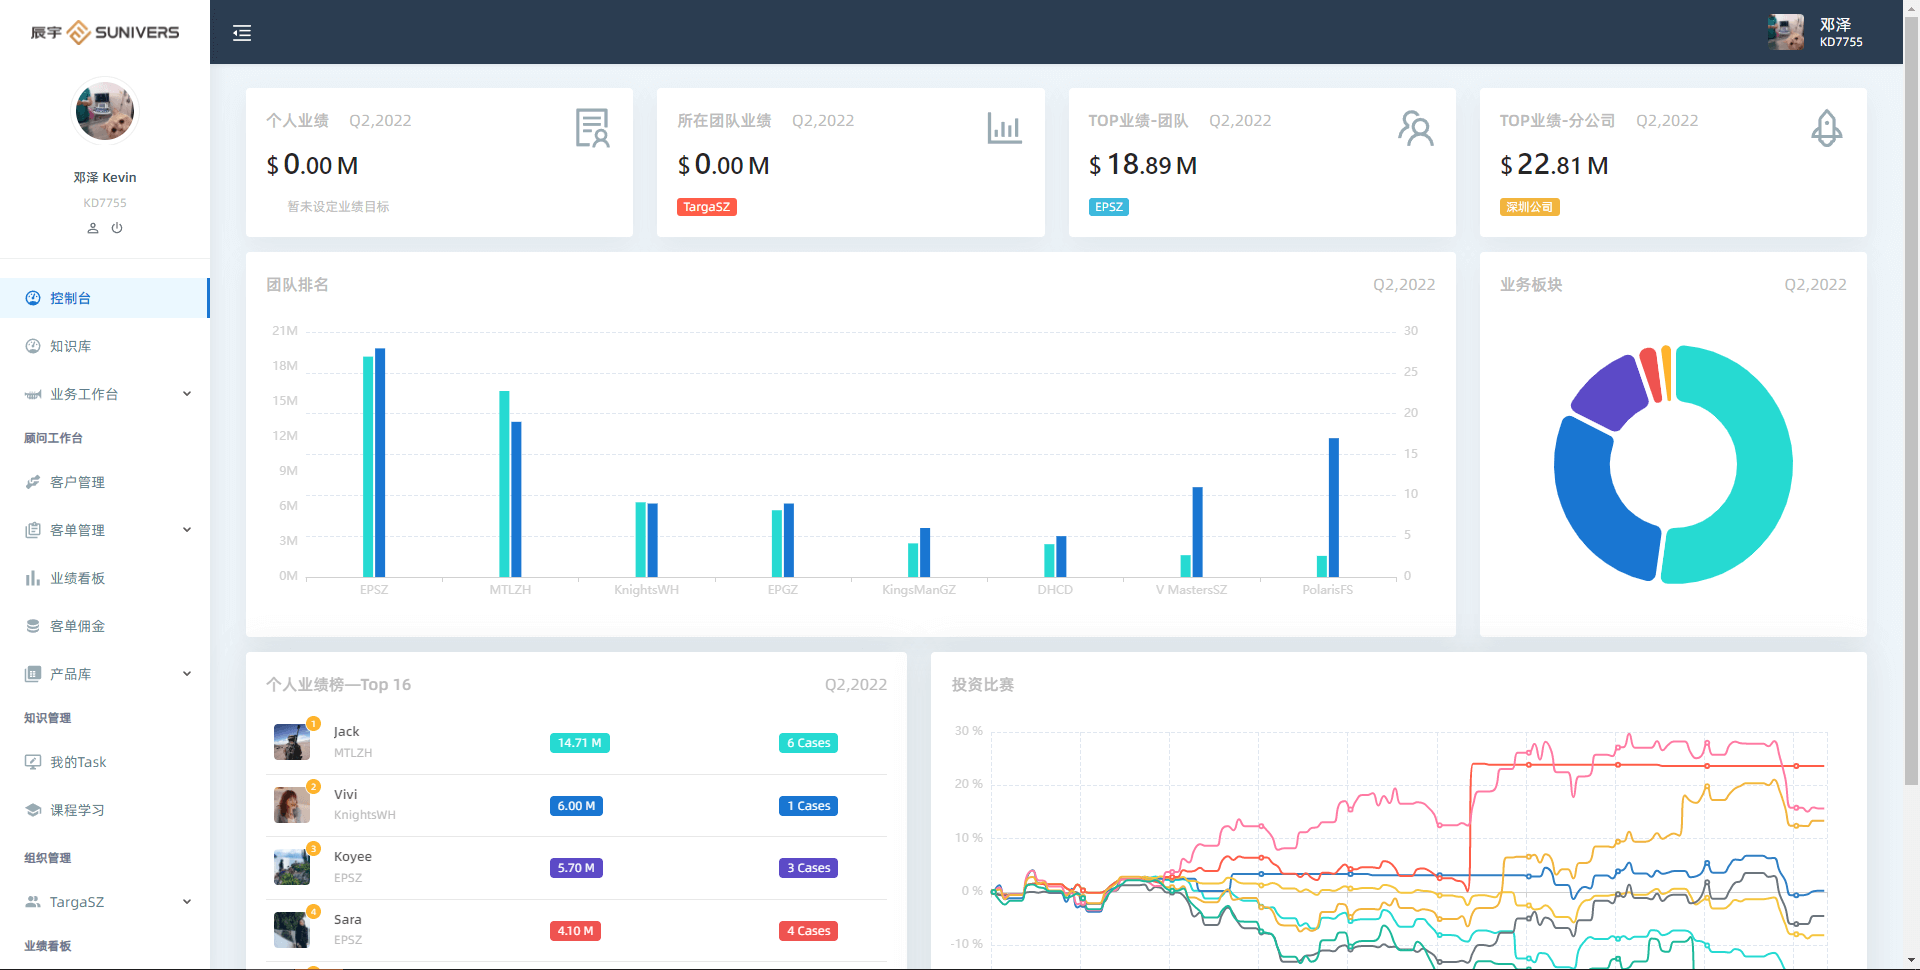 辰宇 SUNIVERS
邓泽 Kevin
KD7755
控制台
知识库
业务工作台
顾问工作台
客户管理
客单管理
业绩看板
客单佣金
产品库
知识管理
我的Task
课程学习
组织管理
TargaSZ
业绩看板
邓泽
KD7755
个人业绩 Q2,2022
$ 0.00 M
暂未设定业绩目标
所在团队业绩 Q2,2022
$ 0.00 M
TargaSZ
TOP业绩-团队 Q2,2022
$ 18.89 M
EPSZ
TOP业绩-分公司 Q2,2022
$ 22.81 M
深圳公司
团队排名 Q2,2022
21M
18M
15M
12M
9M
6M
3M
0M
30
25
20
15
10
5
0
EPSZ MTLZH KnightsWH EPGZ KingsManGZ DHCD V MastersSZ PolarisFS
业务板块 Q2,2022
个人业绩榜—Top 16 Q2,2022
1 Jack
MTLZH
14.71 M 6 Cases
2 Vivi
KnightsWH
6.00 M 1 Cases
3 Koyee
EPSZ
5.70 M 3 Cases
4 Sara
EPSZ
4.10 M 4 Cases
投资比赛
30 %
20 %
10 %
0 %
-10 %